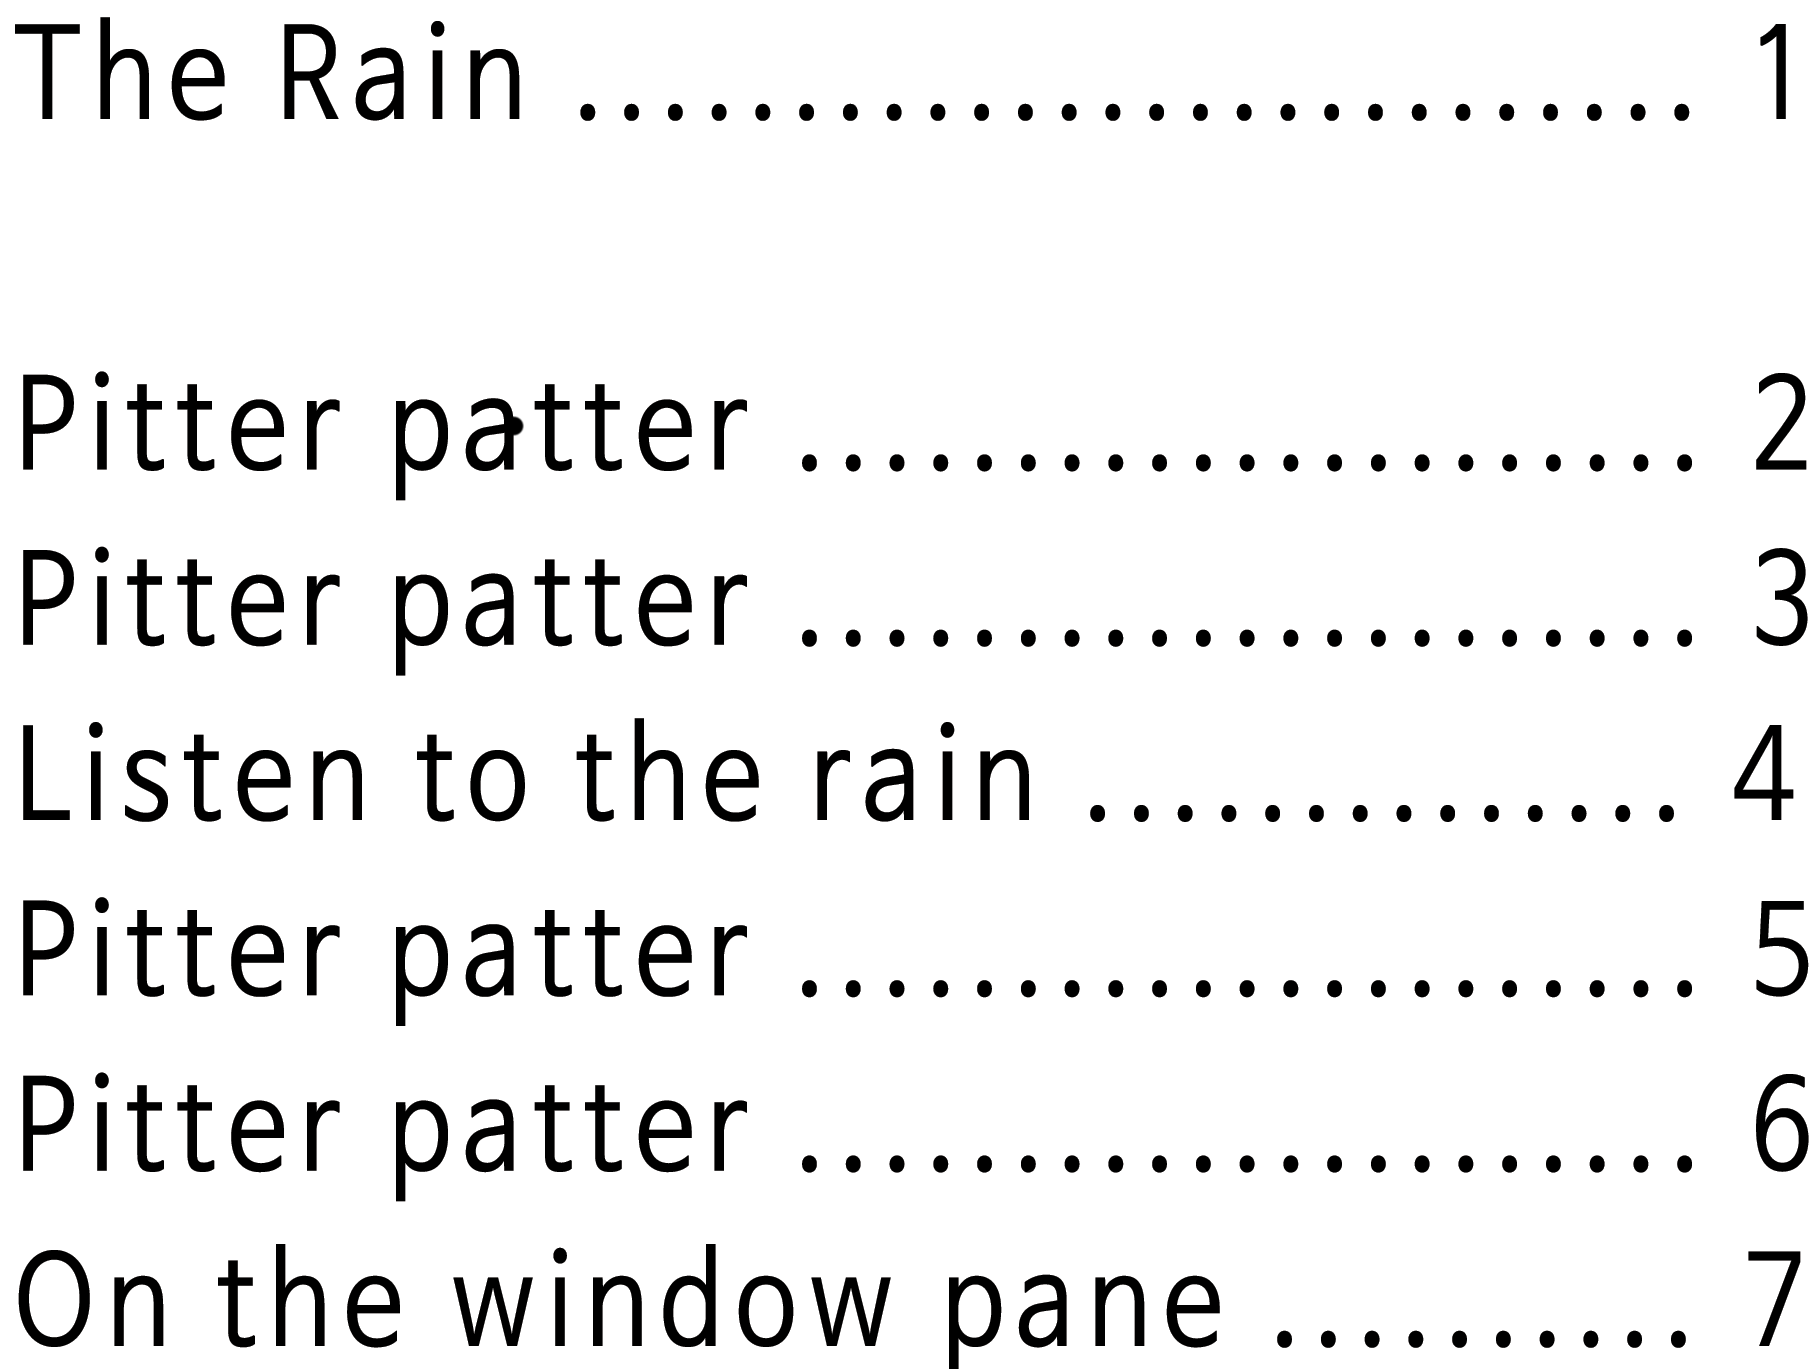 The Rain .......................... 1
Pitter patter ..................... 2
Pitter patter ..................... 3
Listen to the rain .............. 4
Pitter patter ..................... 5
Pitter patter ..................... 6
On the window pane .......... 7